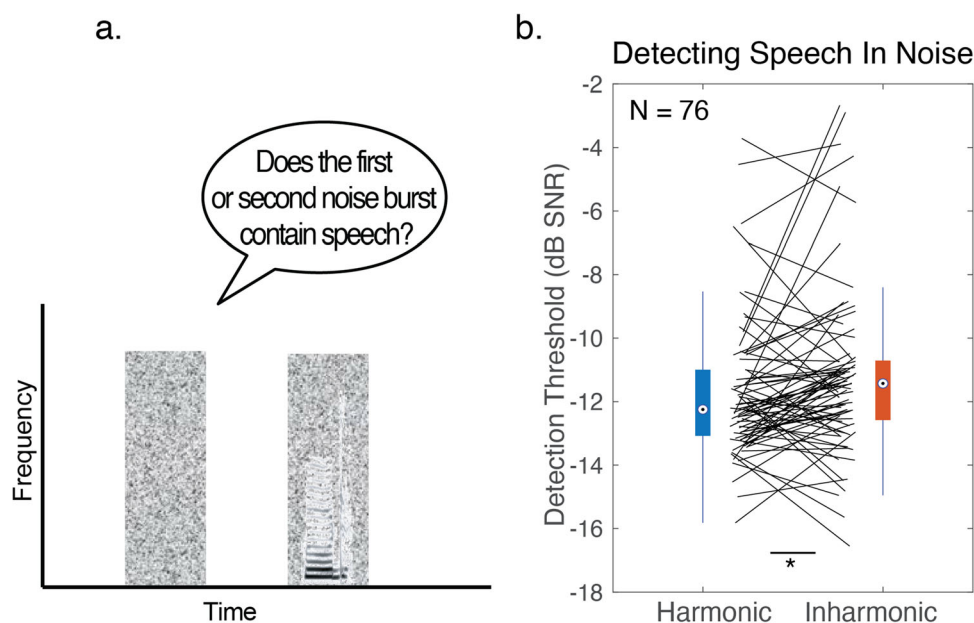 a.
Does the first
or second noise burst
contain speech?
Frequency
Time
b.
Detecting Speech In Noise
N = 76
Detection Threshold (dB SNR)
-2
-4
-6
-8
-10
-12
-14
-16
-18
*
Harmonic
Inharmonic